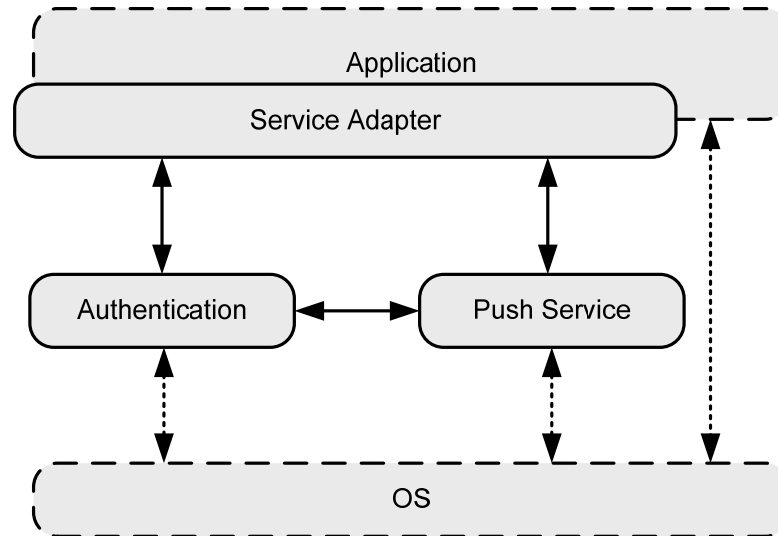 Application
Service Adapter
Authentication
Push Service
OS